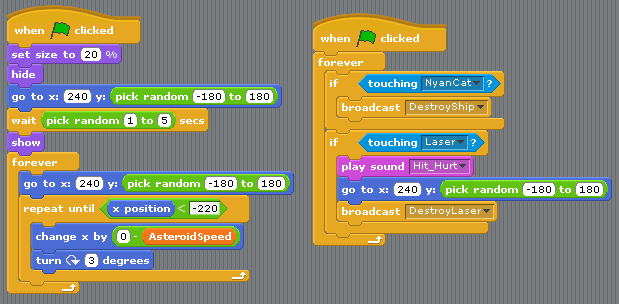 when clicked
set size to 20 %
hide
go to x: 240 y: pick random -180 to 180
wait pick random 1 to 5 secs
show
forever
go to x: 240 y: pick random -180 to 180
repeat until x position < -220
change x by 0 - AsteroidSpeed
turn 3 degrees
when clicked
forever
if touching NyanCat ?
broadcast DestroyShip
if touching Laser ?
play sound Hit_Hurt
go to x: 240 y: pick random -180 to 180
broadcast DestroyLaser